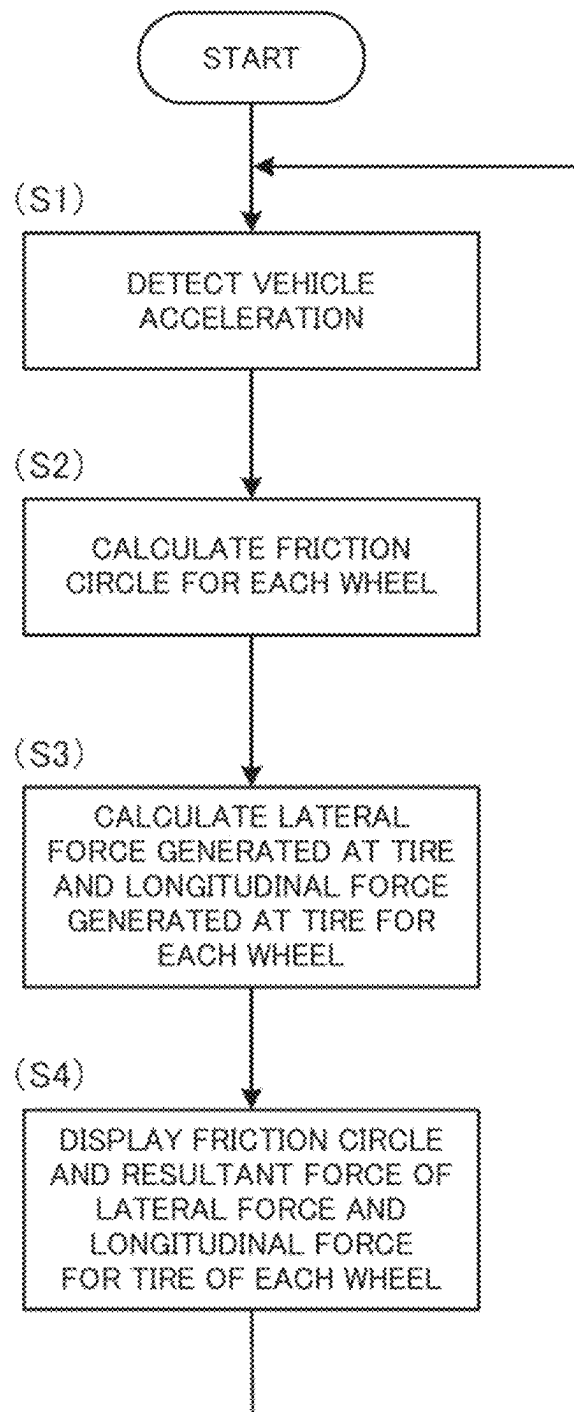 START
(S1)
DETECT VEHICLE
ACCELERATION
(S2)
CALCULATE FRICTION
CIRCLE FOR EACH WHEEL
(S3)
CALCULATE LATERAL
FORCE GENERATED AT TIRE
AND LONGITUDINAL FORCE
GENERATED AT TIRE FOR
EACH WHEEL
(S4)
DISPLAY FRICTION CIRCLE
AND RESULTANT FORCE OF
LATERAL FORCE AND
LONGITUDINAL FORCE
FOR TIRE OF EACH WHEEL